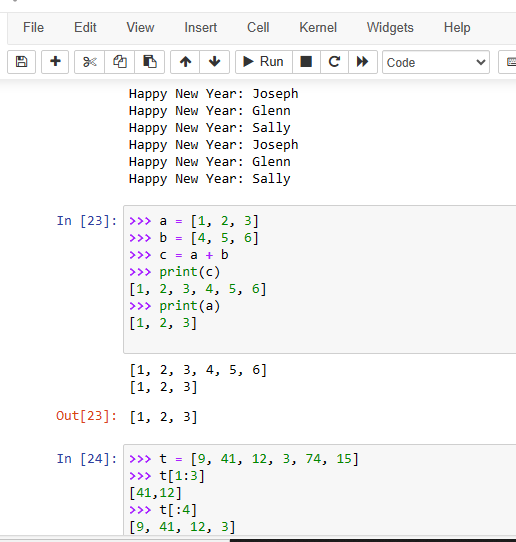 File Edit View Insert Cell Kernel Widgets Help
Run Code
Happy New Year: Joseph
Happy New Year: Glenn
Happy New Year: Sally
Happy New Year: Joseph
Happy New Year: Glenn
Happy New Year: Sally
In [23]: >>> a = [1, 2, 3]
>>> b = [4, 5, 6]
>>> c = a + b
>>> print(c)
[1, 2, 3, 4, 5, 6]
>>> print(a)
[1, 2, 3]
[1, 2, 3, 4, 5, 6]
[1, 2, 3]
Out[23]: [1, 2, 3]
In [24]: >>> t = [9, 41, 12, 3, 74, 15]
>>> t[1:3]
[41,12]
>>> t[:4]
[9, 41, 12, 3]